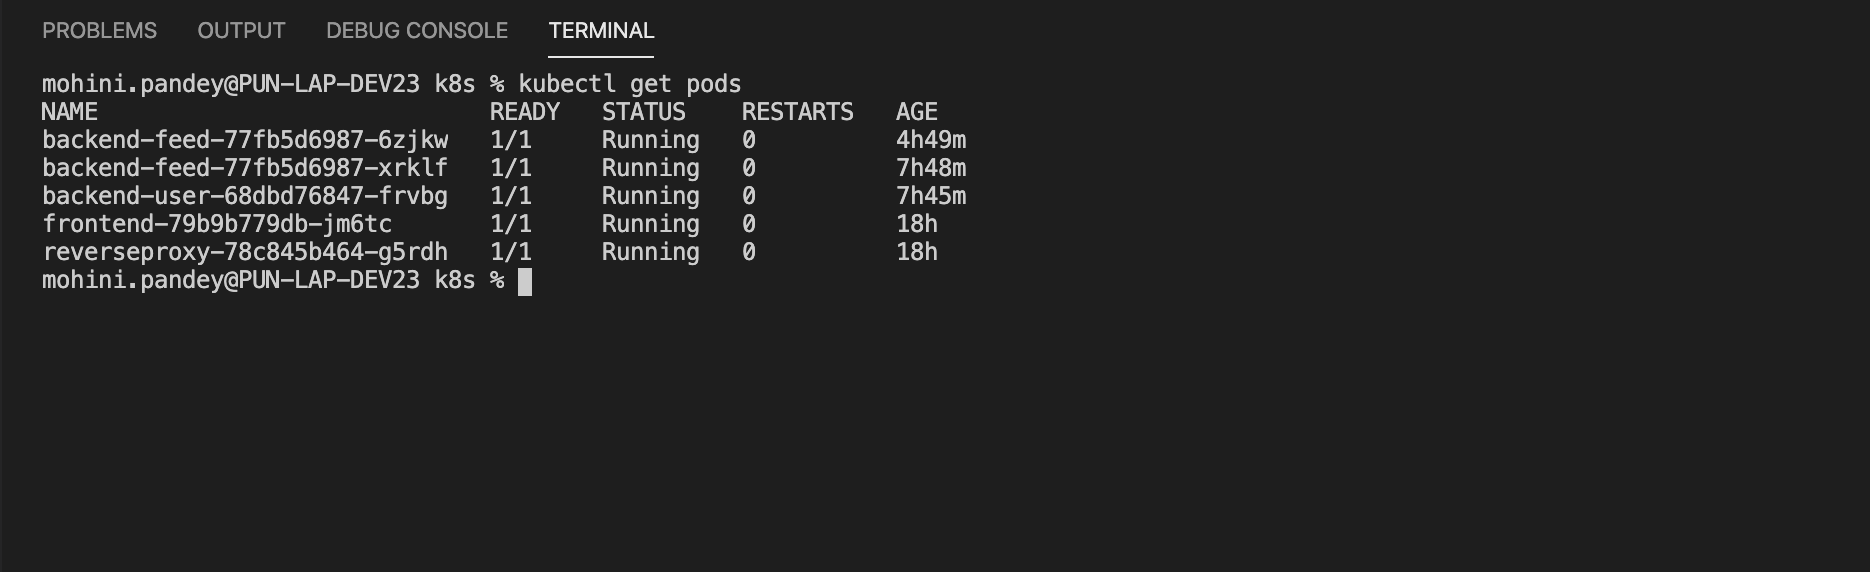 PROBLEMS OUTPUT DEBUG CONSOLE TERMINAL
mohini.pandey@PUN-LAP-DEV23 k8s % kubectl get pods
NAME READY STATUS RESTARTS AGE
backend-feed-77fb5d6987-6zjkw 1/1 Running 0 4h49m
backend-feed-77fb5d6987-xrklf 1/1 Running 0 7h48m
backend-user-68dbd76847-frvbg 1/1 Running 0 7h45m
frontend-79b9b779db-jm6tc 1/1 Running 0 18h
reverseproxy-78c845b464-g5rdh 1/1 Running 0 18h
mohini.pandey@PUN-LAP-DEV23 k8s %